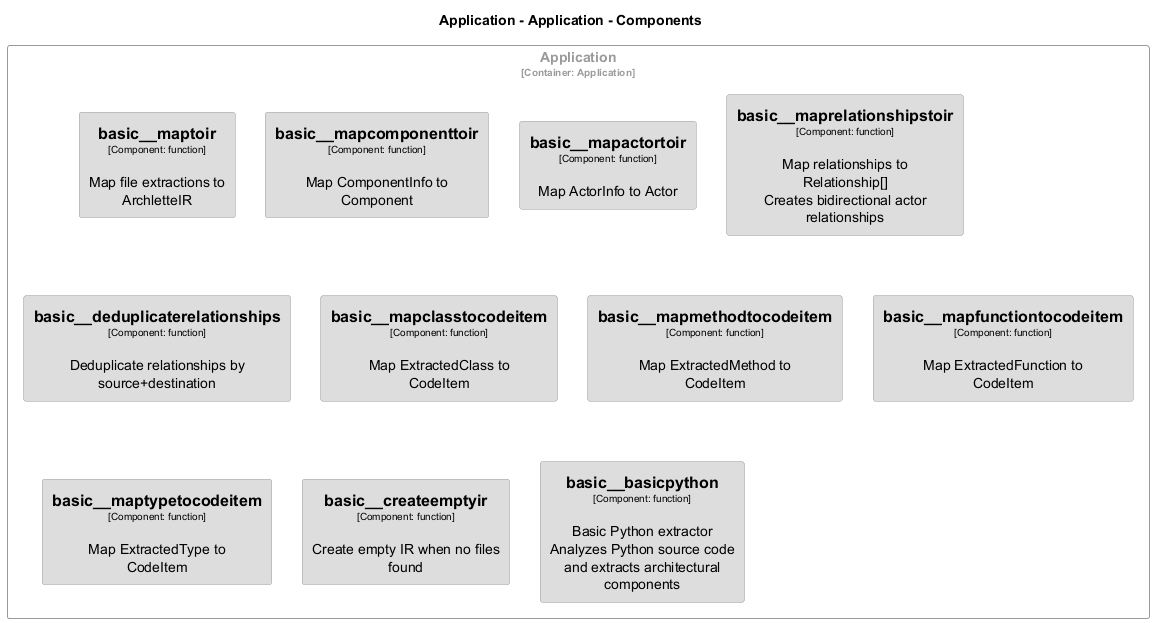 Application - Application - Components
Application
[Container: Application]
basic__maptoir
[Component: function]
Map file extractions to
ArchletteIR
basic__mapcomponenttoir
[Component: function]
Map ComponentInfo to
Component
basic__mapactortoir
[Component: function]
Map ActorInfo to Actor
basic__maprelationshipstoir
[Component: function]
Map relationships to
Relationship[]
Creates bidirectional actor
relationships
basic__deduplicaterelationships
[Component: function]
Deduplicate relationships by
source+destination
basic__mapclasstocodeitem
[Component: function]
Map ExtractedClass to
CodeItem
basic__mapmethodtocodeitem
[Component: function]
Map ExtractedMethod to
CodeItem
basic__mapfunctiontocodeitem
[Component: function]
Map ExtractedFunction to
CodeItem
basic__maptypetocodeitem
[Component: function]
Map ExtractedType to
CodeItem
basic__createemptyir
[Component: function]
Create empty IR when no files
found
basic__basicpython
[Component: function]
Basic Python extractor
Analyzes Python source code
and extracts architectural
components